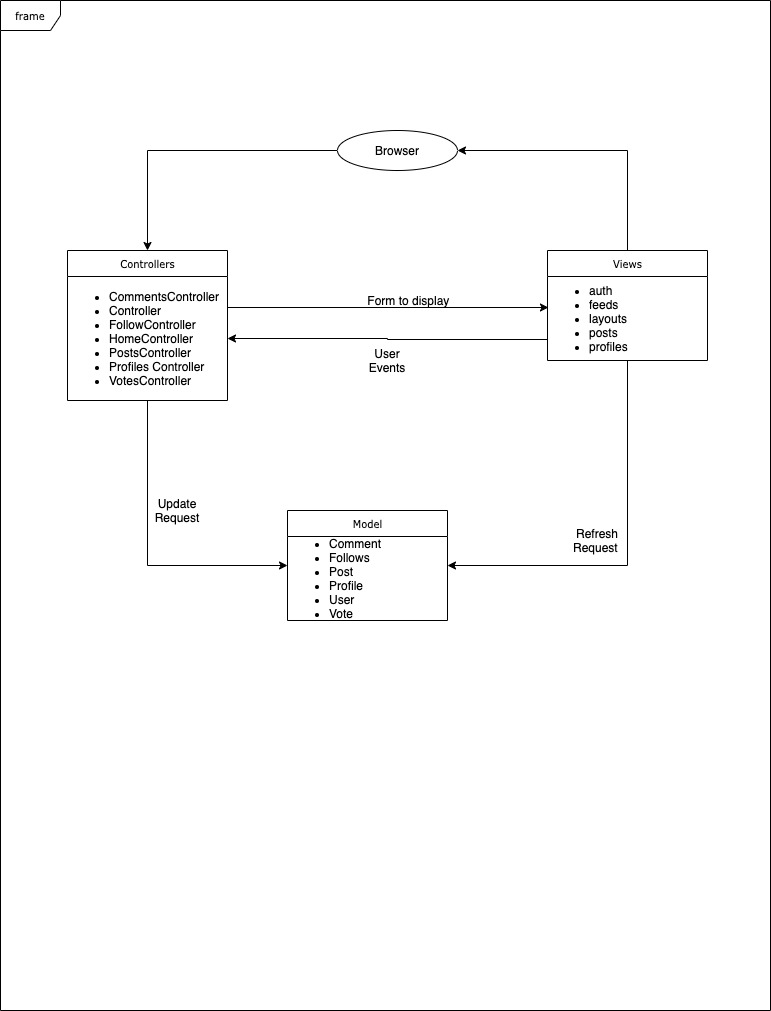 frame
Browser
Controllers
CommentsController
Controller
FollowController
HomeController
PostsController
Profiles Controller
VotesController
Form to display
User
Events
Views
auth
feeds
layouts
posts
profiles
Update
Request
Refresh
Request
Model
Comment
Follows
Post
Profile
User
Vote